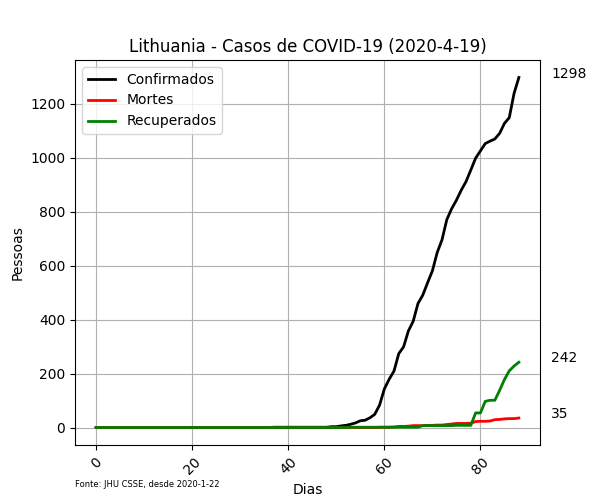 Lithuania - Casos de COVID-19 (2020-4-19)
Confirmados
Mortes
Recuperados
1298
242
35
Pessoas
1200
1000
800
600
400
200
0
0
20
40
60
80
Dias
Fonte: JHU CSSE, desde 2020-1-22